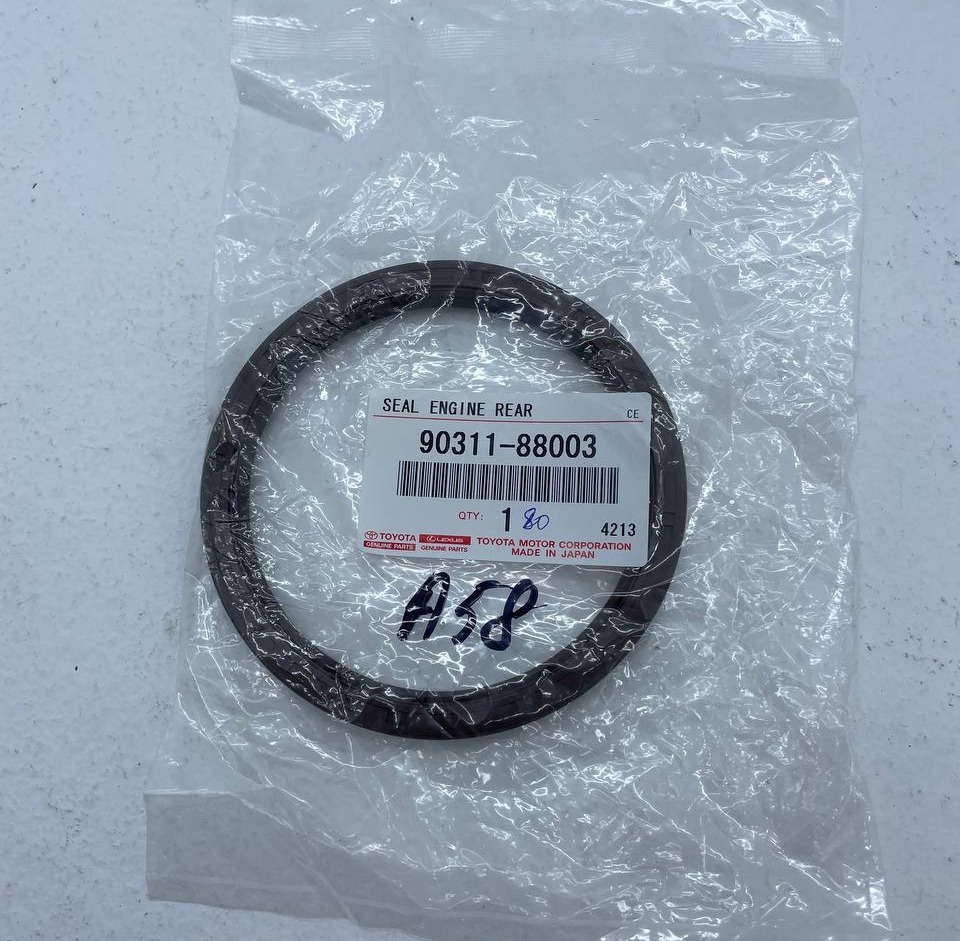 SEAL ENGINE REAR CE
90311-88003
QTY: 1 80 4213
TOYOTA LEXUS TOYOTA MOTOR CORPORATION
GENUINE PARTS GENUINE PARTS MADE IN JAPAN
A58